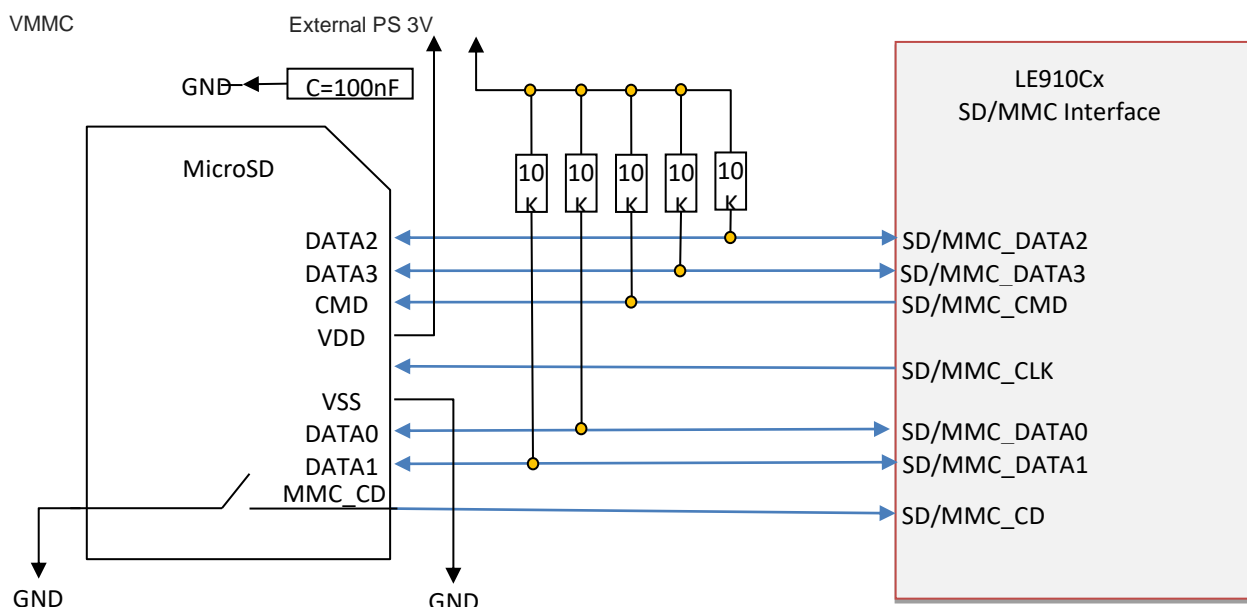 VMMC
External PS 3V
GND
C=100nF
LE910Cx
SD/MMC Interface
MicroSD
10
K
10
K
10
K
10
K
10
K
DATA2
SD/MMC_DATA2
DATA3
SD/MMC_DATA3
CMD
SD/MMC_CMD
VDD
SD/MMC_CLK
VSS
DATA0
SD/MMC_DATA0
DATA1
SD/MMC_DATA1
MMC_CD
SD/MMC_CD
GND
GND